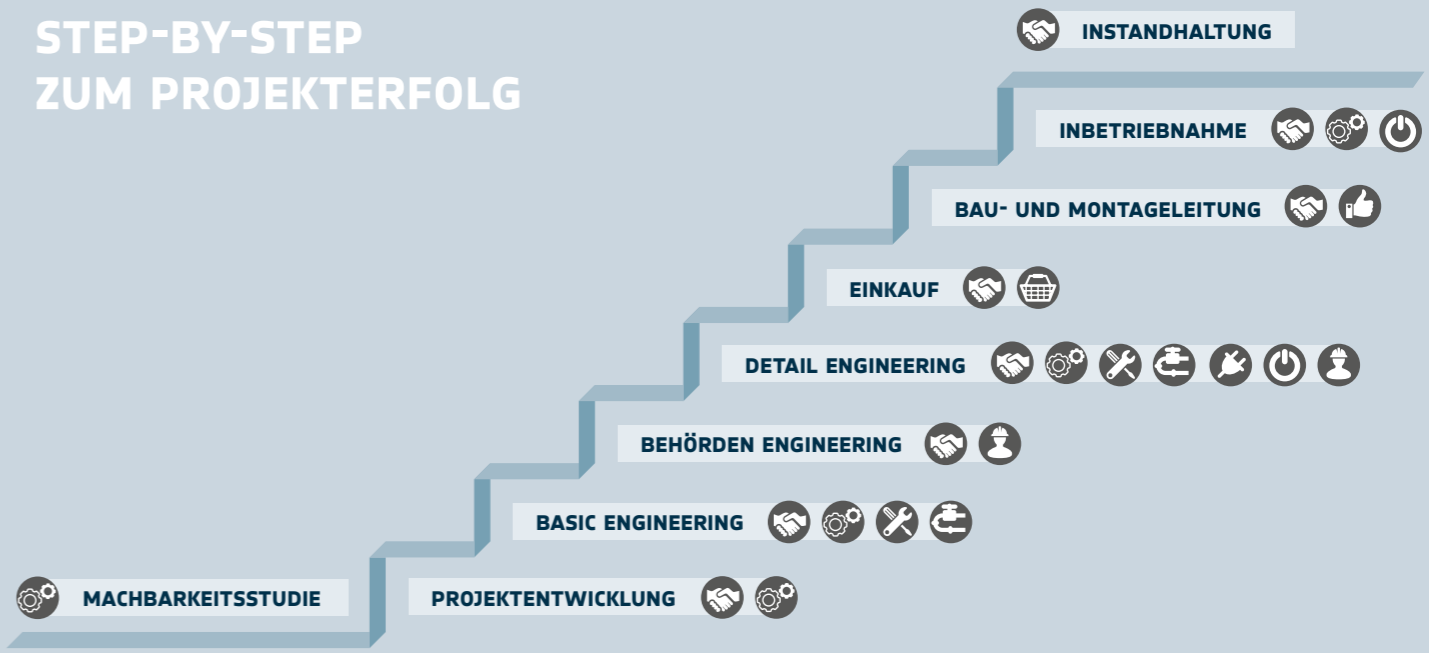 STEP-BY-STEP
ZUM PROJEKTERFOLG
INSTANDHALTUNG
INBETRIEBNAHME
BAU- UND MONTAGELEITUNG
EINKAUF
DETAIL ENGINEERING
BEHÖRDEN ENGINEERING
BASIC ENGINEERING
MACHBARKEITSSTUDIE
PROJEKTENTWICKLUNG